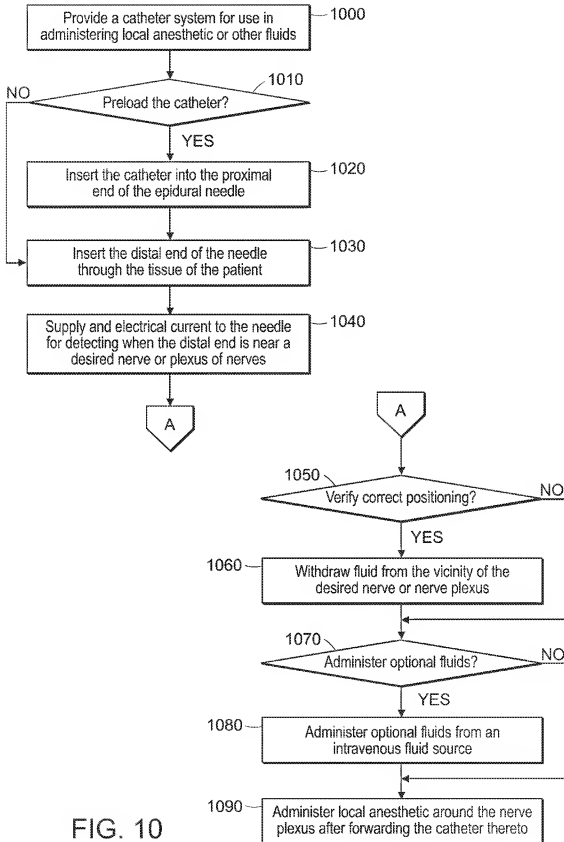 Provide a catheter system for use in
administering local anesthetic or other fluids
1000
NO
Preload the catheter?
1010
YES
Insert the catheter into the proximal
end of the epidural needle
1020
Insert the distal end of the needle
through the tissue of the patient
1030
Supply and electrical current to the needle
for detecting when the distal end is near a
desired nerve or plexus of nerves
1040
A
A
1050
Verify correct positioning?
NO
YES
1060
Withdraw fluid from the vicinity of the
desired nerve or nerve plexus
1070
Administer optional fluids?
NO
YES
1080
Administer optional fluids from an
intravenous fluid source
1090
Administer local anesthetic around the nerve
plexus after forwarding the catheter thereto
FIG. 10